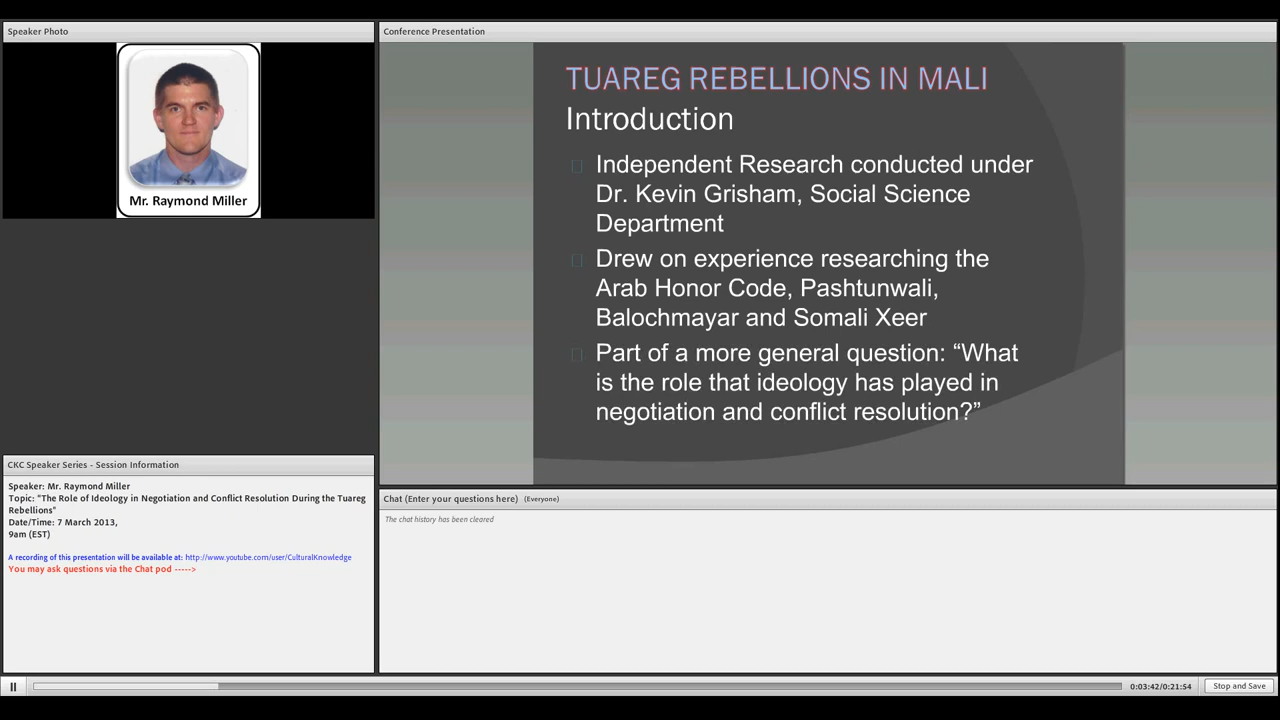 Speaker Photo
Mr. Raymond Miller
Conference Presentation
TUAREG REBELLIONS IN MALI
Introduction
Independent Research conducted under
Dr. Kevin Grisham, Social Science
Department
Drew on experience researching the
Arab Honor Code, Pashtunwali,
Balochmayar and Somali Xeer
Part of a more general question: “What
is the role that ideology has played in
negotiation and conflict resolution?”
CKC Speaker Series - Session Information
Speaker: Mr. Raymond Miller
Topic: "The Role of Ideology in Negotiation and Conflict Resolution During the Tuareg
Rebellions"
Date/Time: 7 March 2013,
9am (EST)
A recording of this presentation will be available at: http://www.youtube.com/user/CulturalKnowledge
You may ask questions via the Chat pod ----->
Chat (Enter your questions here) (Everyone)
The chat history has been cleared
0:03:42/0:21:54
Stop and Save